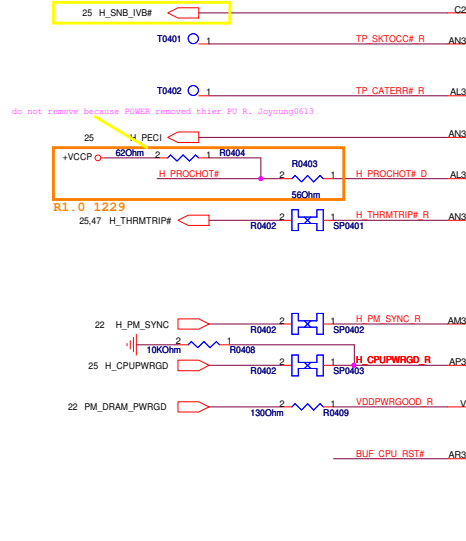 25 H_SNB_IVB# C2
T0401 1 TP_SKTOCC#_R AN3
T0402 1 TP_CATERR#_R AL3
do not remove because POWER removed thier PU R. Joyoung0613
25 H_PECI AN3
+VCCP 62Ohm 2 1 R0404
R0403
H_PROCHOT# 2 1 H_PROCHOT#_D AL3
56Ohm
R1.0 1229
25,47 H_THRMTRIP# 2 1 H_THRMTRIP#_R AN3
R0402 SP0401
22 H_PM_SYNC 2 1 H_PM_SYNC_R AM3
R0402 SP0402
2 1
10KOhm R0408
25 H_CPUPWRGD 2 1 H_CPUPWRGD_R AP3
R0402 SP0403
22 PM_DRAM_PWRGD 2 1 VDDPWRGOOD_R V
130Ohm R0409
BUF_CPU_RST# AR3